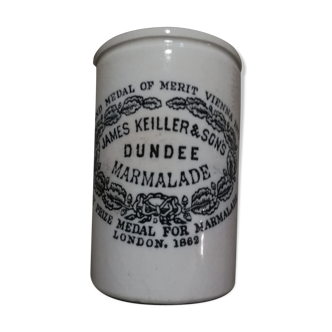 MEDAL OF MERIT VIENNA
JAMES KEILLER & SONS
DUNDEE
MARMALADE
PRIZE MEDAL FOR MARMALADE
LONDON, 1862